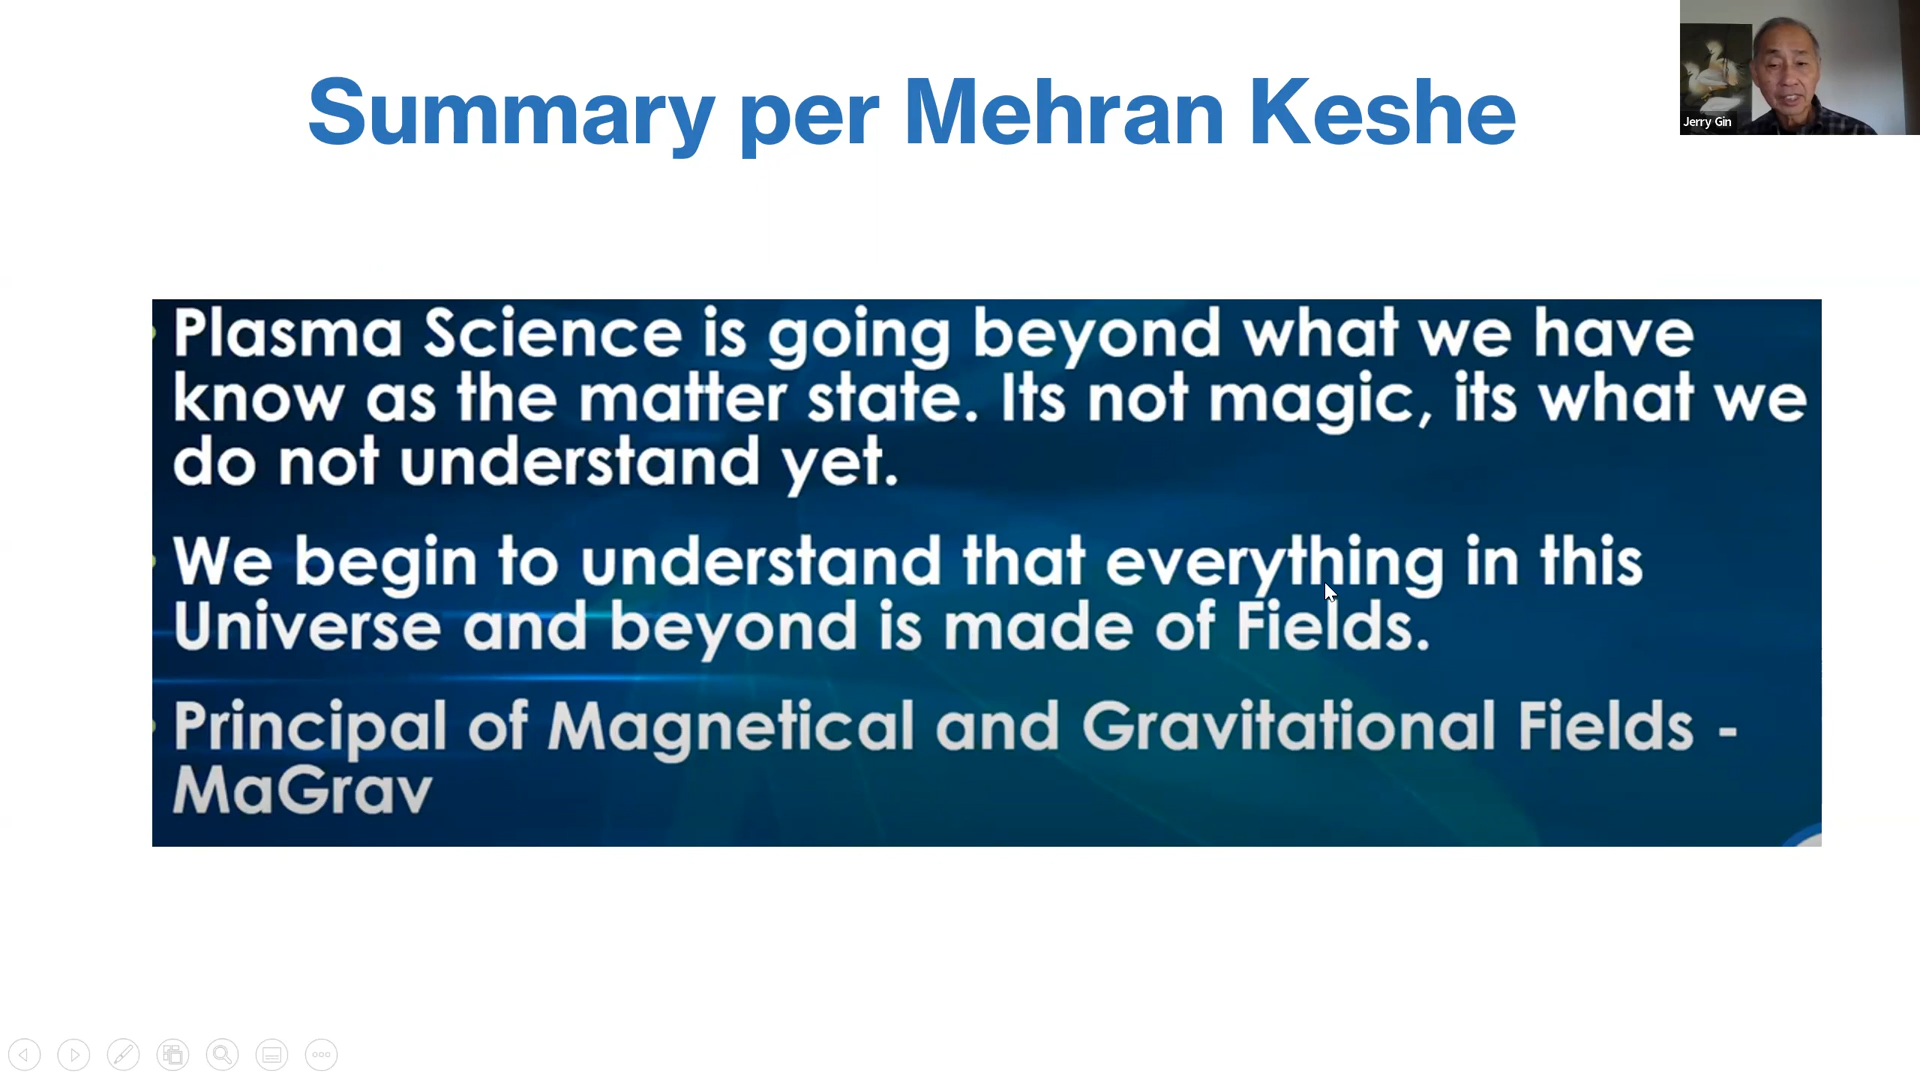 Summary per Mehran Keshe
Jerry Gin
Plasma Science is going beyond what we have
know as the matter state. Its not magic, its what we
do not understand yet.
We begin to understand that everything in this
Universe and beyond is made of Fields.
Principal of Magnetical and Gravitational Fields -
MaGrav